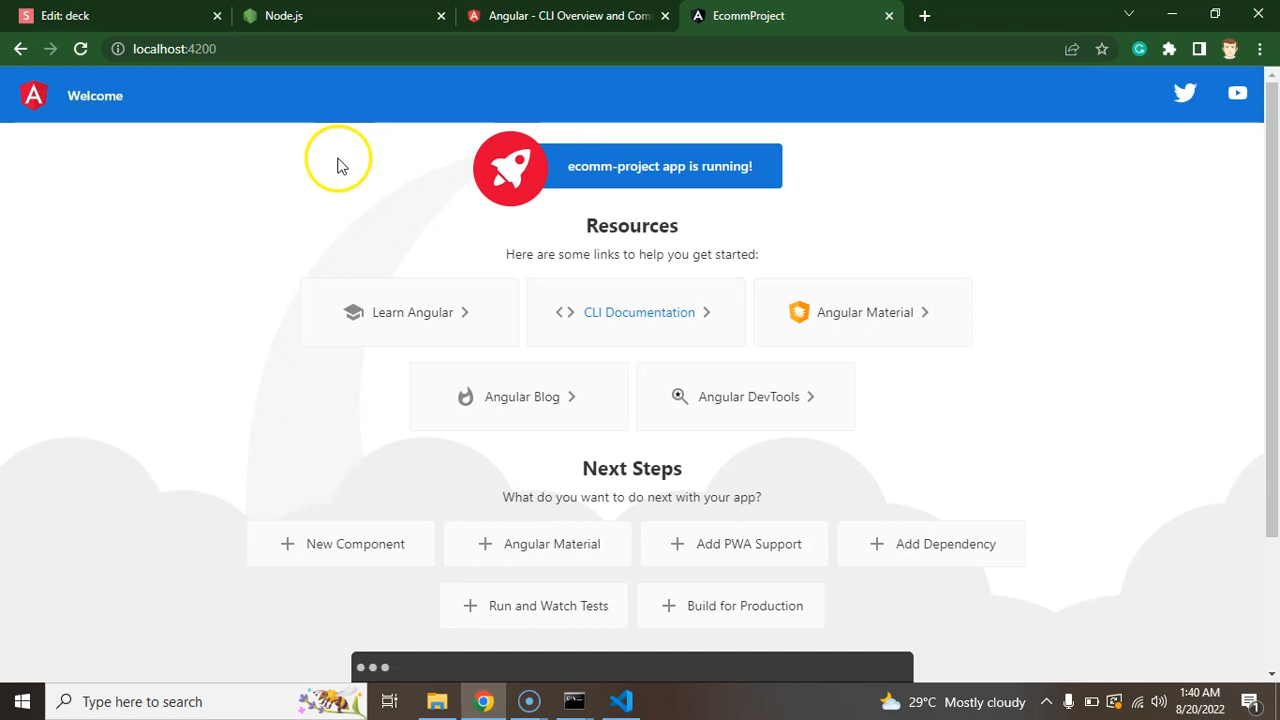 Edit: deck
Node.js
Angular - CLI Overview and Com
EcommProject
localhost:4200
Welcome
ecomm-project app is running!
Resources
Here are some links to help you get started:
Learn Angular
CLI Documentation
Angular Material
Angular Blog
Angular DevTools
Next Steps
What do you want to do next with your app?
New Component
Angular Material
Add PWA Support
Add Dependency
Run and Watch Tests
Build for Production
Type here to search
29°C Mostly cloudy
1:40 AM
8/20/2022
1